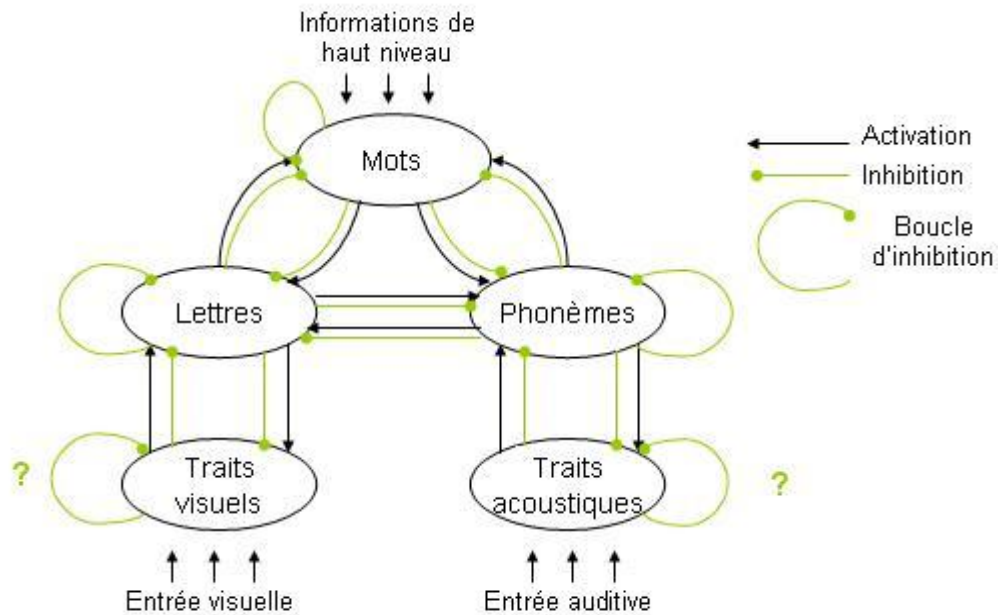 Informations de
haut niveau
Mots
Activation
Inhibition
Boucle
d'inhibition
Lettres
Phonèmes
Traits
visuels
Traits
acoustiques
?
?
Entrée visuelle
Entrée auditive